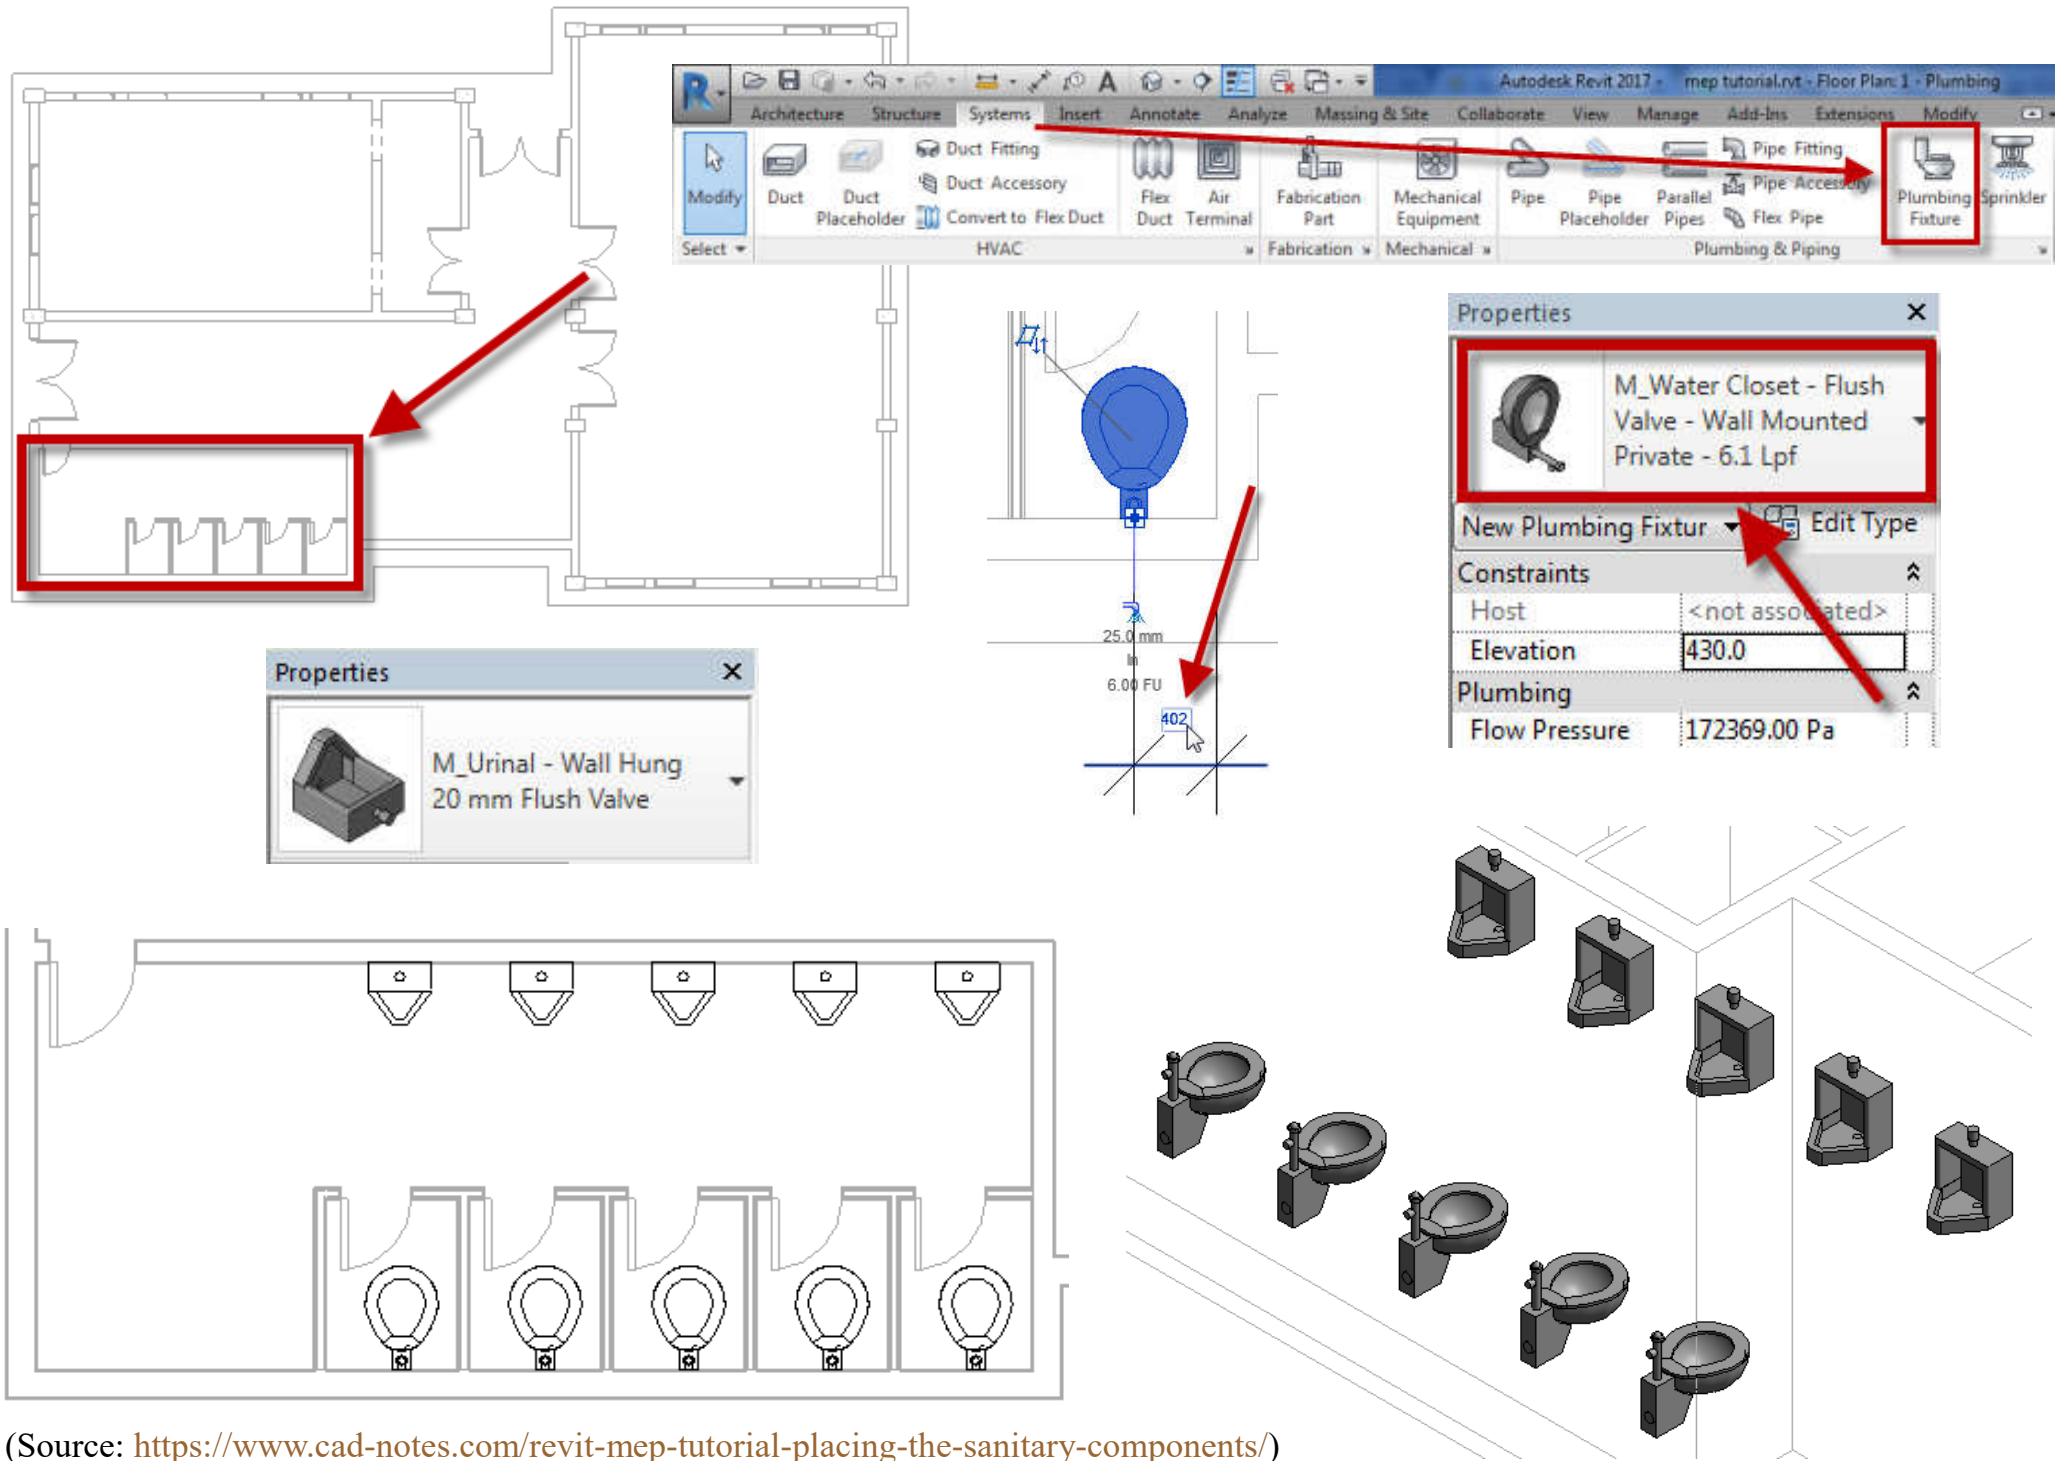 Autodesk Revit 2017 - mep tutorial.rvt - Floor Plan: 1 - Plumbing
Architecture Structure Systems Insert Annotate Analyze Massing & Site Collaborate View Manage Add-Ins Extensions Modify
Modify
Duct
Duct Placeholder
Duct Fitting
Duct Accessory
Convert to Flex Duct
Flex Duct
Air Terminal
Fabrication Part
Mechanical Equipment
Pipe
Pipe Placeholder
Parallel Pipes
Pipe Fitting
Pipe Accessory
Flex Pipe
Plumbing Fixture
Sprinkler
Select HVAC Fabrication Mechanical Plumbing & Piping
Properties
M_Water Closet - Flush
Valve - Wall Mounted
Private - 6.1 Lpf
New Plumbing Fixtur Edit Type
Constraints
Host <not associated>
Elevation 430.0
Plumbing
Flow Pressure 172369.00 Pa
25.0 mm
In
6.00 FU
402
Properties
M_Urinal - Wall Hung
20 mm Flush Valve
(Source: https://www.cad-notes.com/revit-mep-tutorial-placing-the-sanitary-components/)